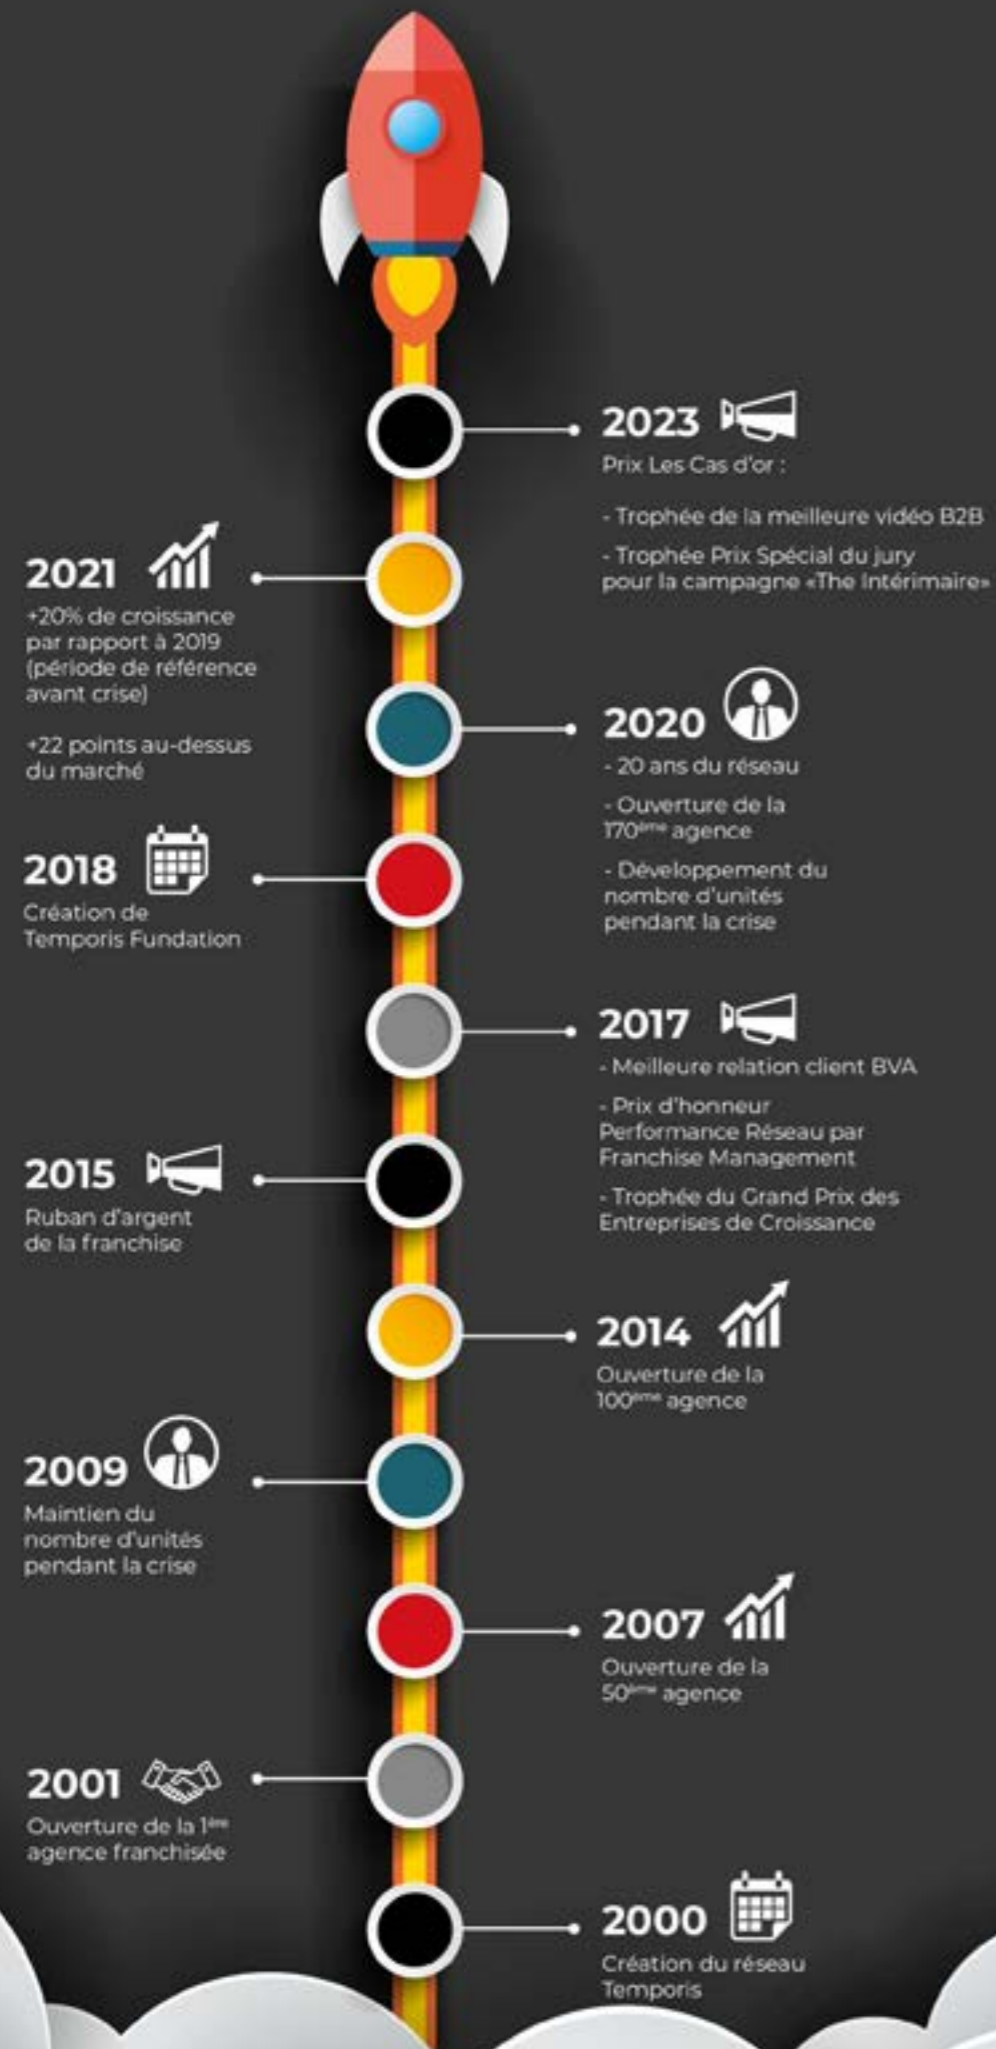 2023
Prix Les Cas d'or :
- Trophée de la meilleure vidéo B2B
- Trophée Prix Spécial du jury
pour la campagne «The Intérimaire»
2021
+20% de croissance
par rapport à 2019
(période de référence
avant crise)
+22 points au-dessus
du marché
2020
- 20 ans du réseau
- Ouverture de la
170ème agence
- Développement du
nombre d'unités
pendant la crise
2018
Création de
Temporis Fundation
2017
- Meilleure relation client BVA
- Prix d'honneur
Performance Réseau par
Franchise Management
- Trophée du Grand Prix des
Entreprises de Croissance
2015
Ruban d'argent
de la franchise
2014
Ouverture de la
100ème agence
2009
Maintien du
nombre d'unités
pendant la crise
2007
Ouverture de la
50ème agence
2001
Ouverture de la 1ère
agence franchisée
2000
Création du réseau
Temporis